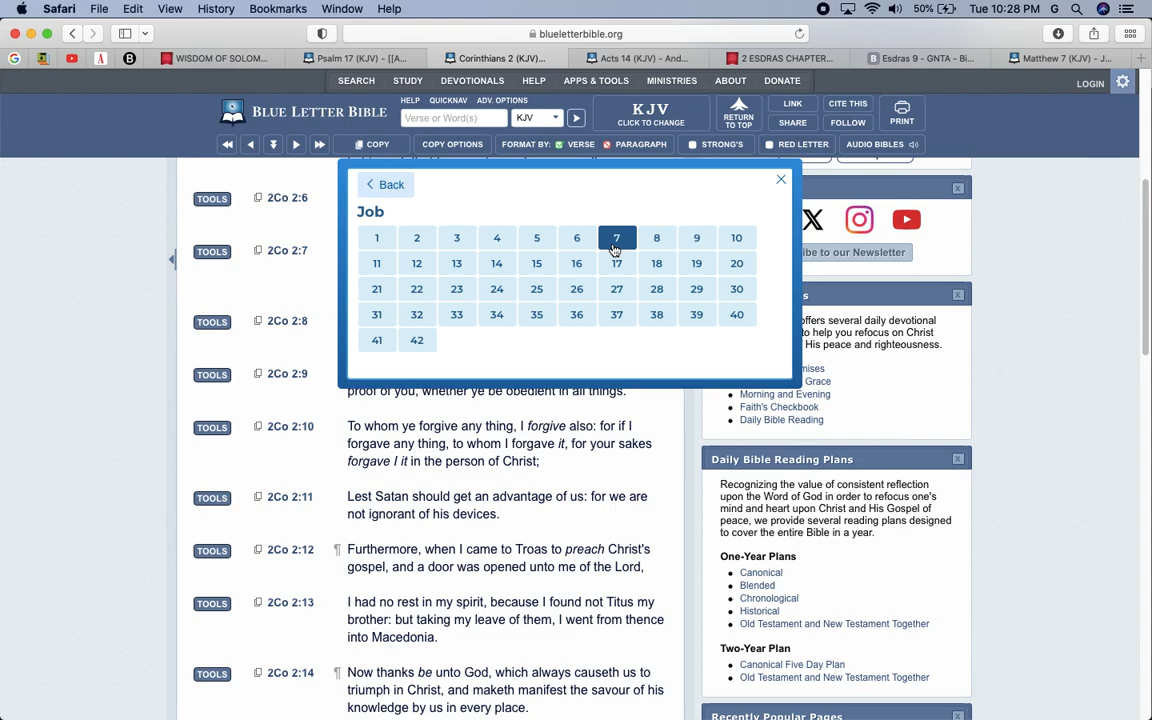 Safari File Edit View History Bookmarks Window Help
50% Tue 10:28 PM G
blueletterbible.org
WISDOM OF SOLOM...
Psalm 17 (KJV) - [[A...
Corinthians 2 (KJV)...
Acts 14 (KJV) - And...
2 ESDRAS CHAPTER...
Esdras 9 - GNTA - Bi...
Matthew 7 (KJV) - J...
SEARCH STUDY DEVOTIONALS HELP APPS & TOOLS MINISTRIES ABOUT DONATE
LOGIN
BLUE LETTER BIBLE
HELP QUICKNAV ADV. OPTIONS
Verse or Word(s) KJV
KJV
CLICK TO CHANGE
RETURN
TO TOP
LINK CITE THIS
SHARE FOLLOW
PRINT
COPY COPY OPTIONS FORMAT BY: VERSE PARAGRAPH STRONG'S RED LETTER AUDIO BIBLES
Back
Job
1 2 3 4 5 6 7 8 9 10
11 12 13 14 15 16 17 18 19 20
21 22 23 24 25 26 27 28 29 30
31 32 33 34 35 36 37 38 39 40
41 42
TOOLS 2Co 2:6
TOOLS 2Co 2:7
TOOLS 2Co 2:8
TOOLS 2Co 2:9
proof of you, whether ye be obedient in all things.
TOOLS 2Co 2:10 To whom ye forgive any thing, I forgive also: for if I
forgave any thing, to whom I forgave it, for your sakes
forgave I it in the person of Christ;
TOOLS 2Co 2:11 Lest Satan should get an advantage of us: for we are
not ignorant of his devices.
TOOLS 2Co 2:12 ¶ Furthermore, when I came to Troas to preach Christ's
gospel, and a door was opened unto me of the Lord,
TOOLS 2Co 2:13 I had no rest in my spirit, because I found not Titus my
brother: but taking my leave of them, I went from thence
into Macedonia.
TOOLS 2Co 2:14 ¶ Now thanks be unto God, which always causeth us to
triumph in Christ, and maketh manifest the savour of his
knowledge by us in every place.
be to our Newsletter
offers several daily devotional
to help you refocus on Christ
His peace and righteousness.
Grace
Morning and Evening
Faith's Checkbook
Daily Bible Reading
Daily Bible Reading Plans
Recognizing the value of consistent reflection
upon the Word of God in order to refocus one's
mind and heart upon Christ and His Gospel of
peace, we provide several reading plans designed
to cover the entire Bible in a year.
One-Year Plans
Canonical
Blended
Chronological
Historical
Old Testament and New Testament Together
Two-Year Plan
Canonical Five Day Plan
Old Testament and New Testament Together
Recently Popular Pages